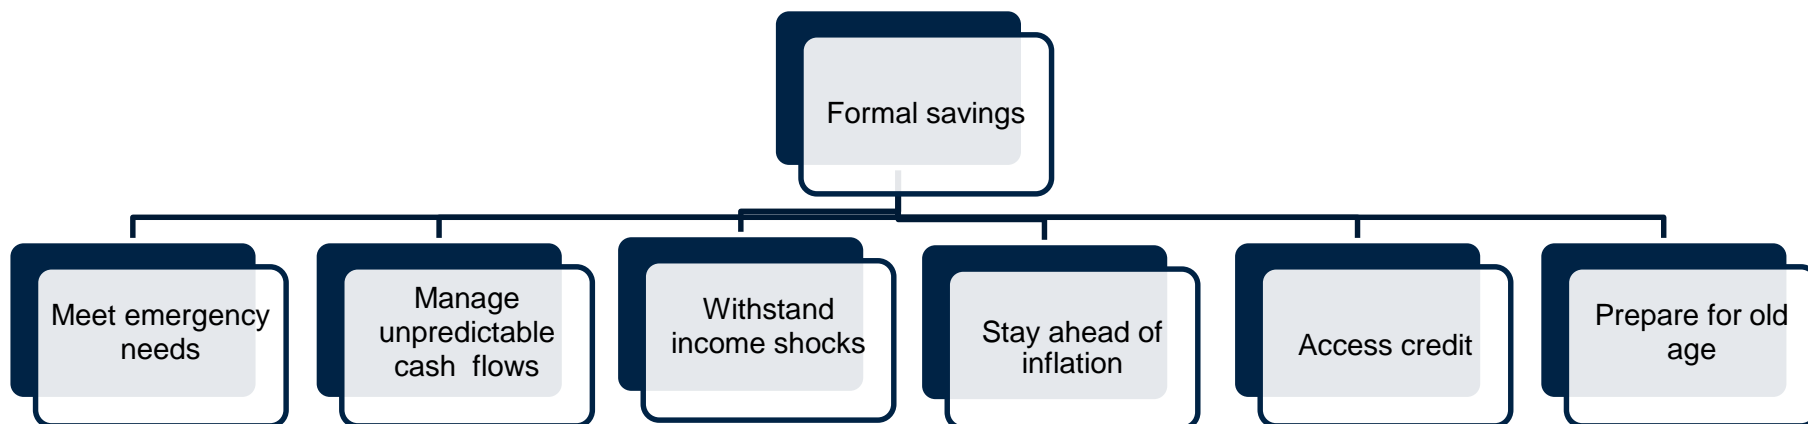 Formal savings
Meet emergency
needs
Manage
unpredictable
cash flows
Withstand
income shocks
Stay ahead of
inflation
Access credit
Prepare for old
age